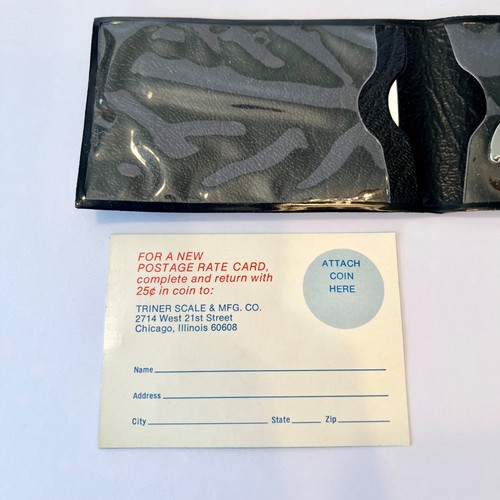 FOR A NEW
POSTAGE RATE CARD,
complete and return with
25¢ in coin to:
TRINER SCALE & MFG. CO.
2714 West 21st Street
Chicago, Illinois 60608
ATTACH
COIN
HERE
Name
Address
City State Zip